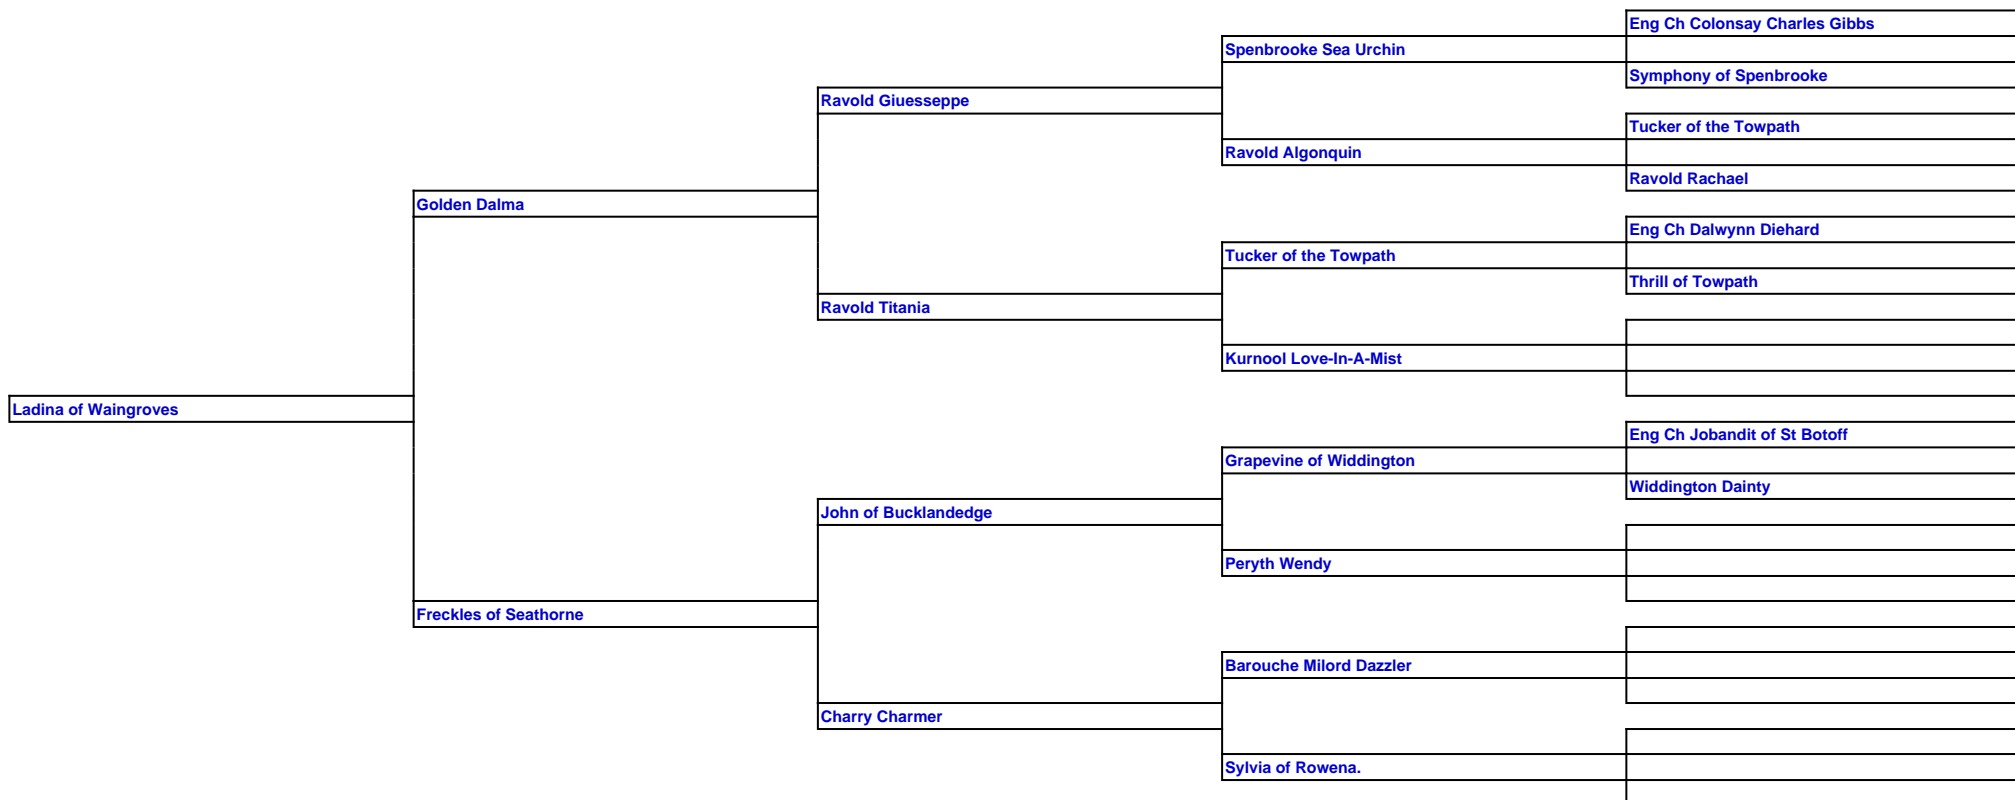 Eng Ch Colonsay Charles Gibbs
Spenbrooke Sea Urchin
Symphony of Spenbrooke
Ravold Giuesseppe
Tucker of the Towpath
Ravold Algonquin
Ravold Rachael
Golden Dalma
Eng Ch Dalwynn Diehard
Tucker of the Towpath
Thrill of Towpath
Ravold Titania
Kurnool Love-In-A-Mist
Ladina of Waingroves
Eng Ch Jobandit of St Botoff
Grapevine of Widdington
Widdington Dainty
John of Bucklandedge
Peryth Wendy
Freckles of Seathorne
Barouche Milord Dazzler
Charry Charmer
Sylvia of Rowena.